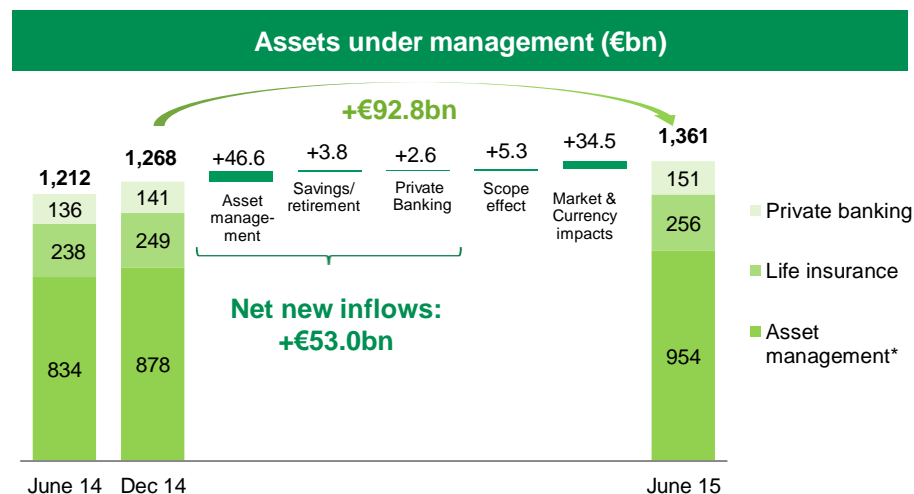 Assets under management (€bn)
+€92.8bn
1,212
136
238
834
June 14
1,268
141
249
878
Dec 14
+46.6
Asset
manage-
ment
+3.8
Savings/
retirement
+2.6
Private
Banking
+5.3
Scope
effect
+34.5
Market &
Currency
impacts
Net new inflows:
+€53.0bn
1,361
151
256
954
June 15
Private banking
Life insurance
Asset
management*